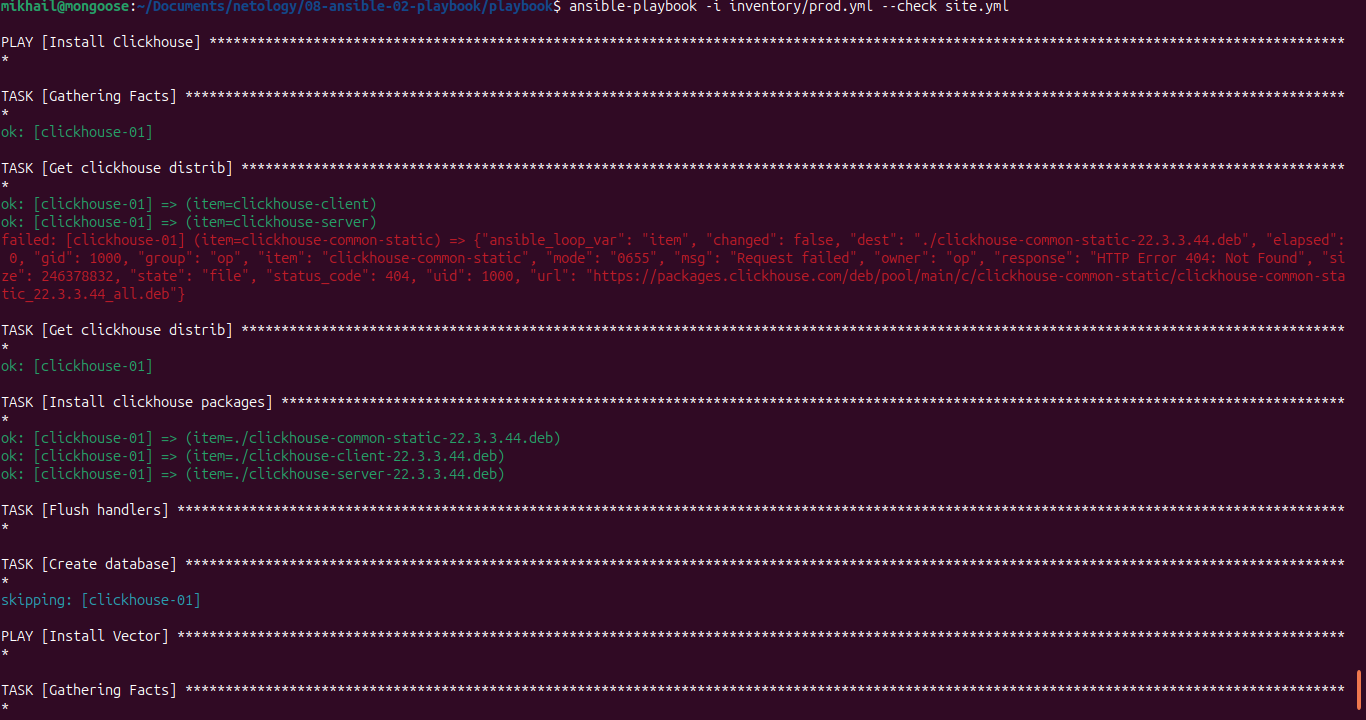 mikhail@mongoose:~/Documents/netology/08-ansible-02-playbook/playbook$ ansible-playbook -i inventory/prod.yml --check site.yml
PLAY [Install Clickhouse] **********************************************************************************************************************************************
*
TASK [Gathering Facts] *************************************************************************************************************************************************
*
ok: [clickhouse-01]
TASK [Get clickhouse distrib] ******************************************************************************************************************************************
*
ok: [clickhouse-01] => (item=clickhouse-client)
ok: [clickhouse-01] => (item=clickhouse-server)
failed: [clickhouse-01] (item=clickhouse-common-static) => {"ansible_loop_var": "item", "changed": false, "dest": "./clickhouse-common-static-22.3.3.44.deb", "elapsed":
 0, "gid": 1000, "group": "op", "item": "clickhouse-common-static", "mode": "0655", "msg": "Request failed", "owner": "op", "response": "HTTP Error 404: Not Found", "si
ze": 246378832, "state": "file", "status_code": 404, "uid": 1000, "url": "https://packages.clickhouse.com/deb/pool/main/c/clickhouse-common-static/clickhouse-common-sta
tic_22.3.3.44_all.deb"}
TASK [Get clickhouse distrib] ******************************************************************************************************************************************
*
ok: [clickhouse-01]
TASK [Install clickhouse packages] *************************************************************************************************************************************
*
ok: [clickhouse-01] => (item=./clickhouse-common-static-22.3.3.44.deb)
ok: [clickhouse-01] => (item=./clickhouse-client-22.3.3.44.deb)
ok: [clickhouse-01] => (item=./clickhouse-server-22.3.3.44.deb)
TASK [Flush handlers] **************************************************************************************************************************************************
*
TASK [Create database] *************************************************************************************************************************************************
*
skipping: [clickhouse-01]
PLAY [Install Vector] **************************************************************************************************************************************************
*
TASK [Gathering Facts] *************************************************************************************************************************************************
*